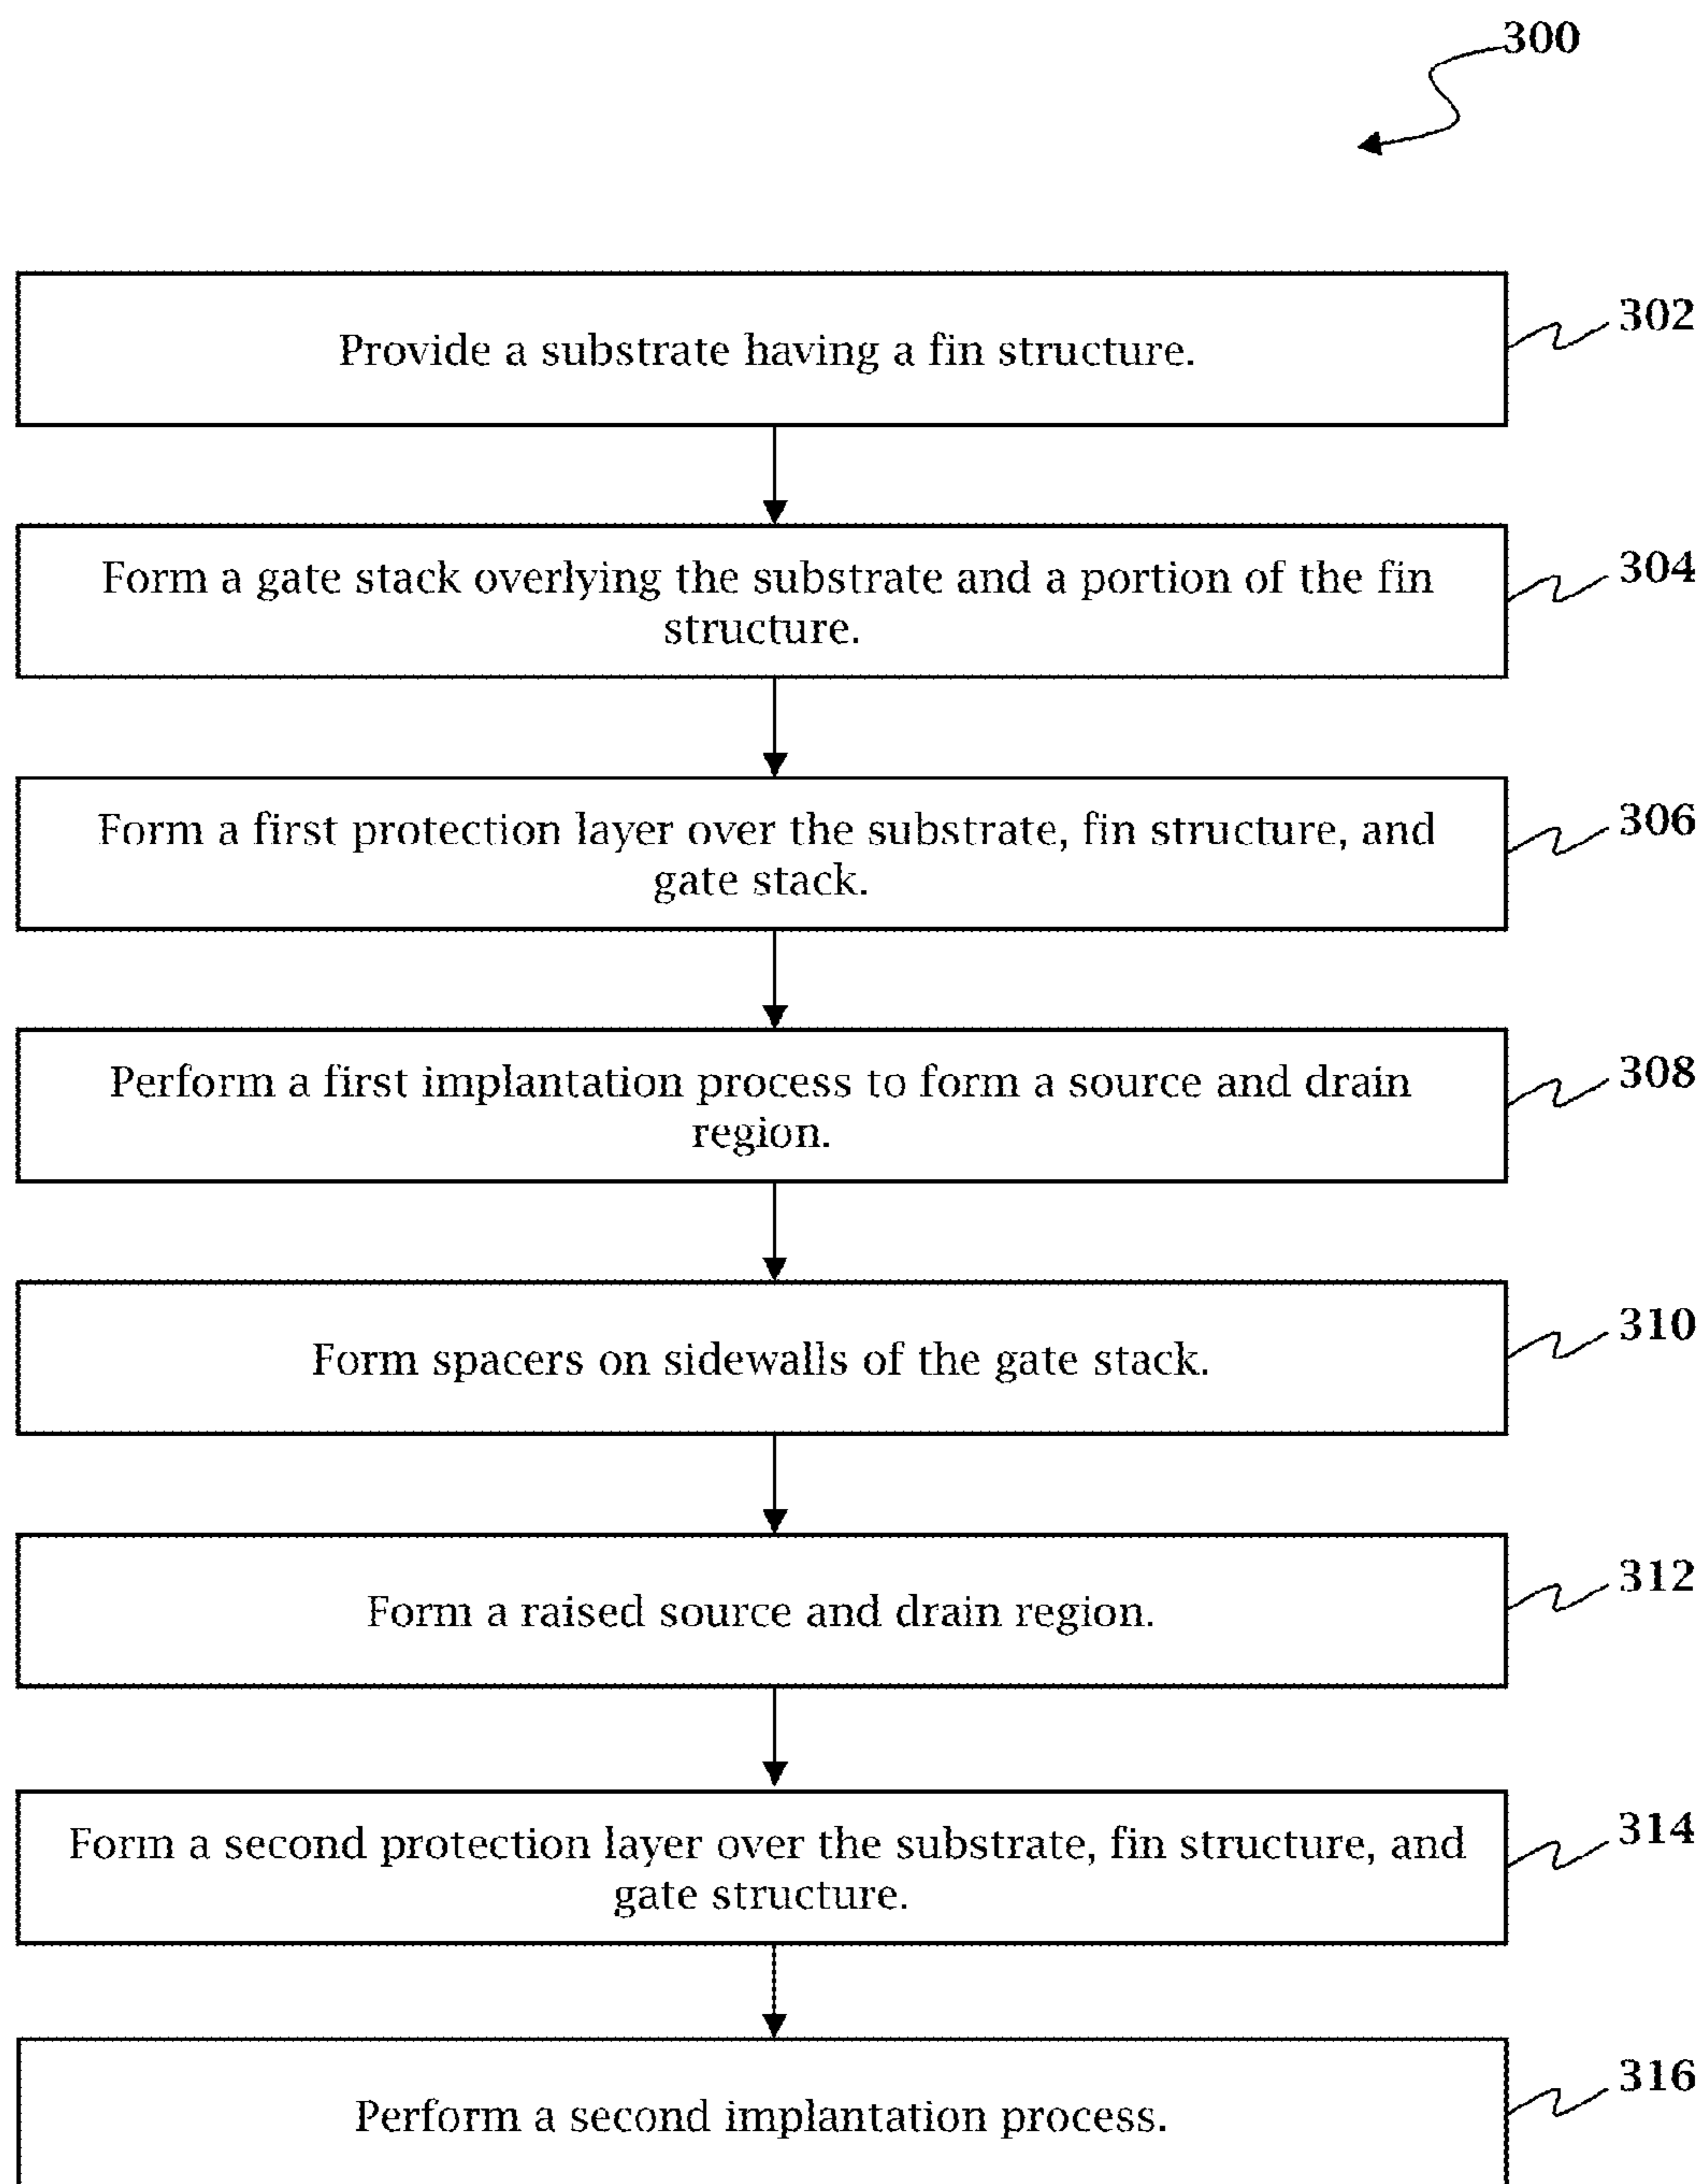 300
Provide a substrate having a fin structure.
302
Form a gate stack overlying the substrate and a portion of the fin
structure.
304
Form a first protection layer over the substrate, fin structure, and
gate stack.
306
Perform a first implantation process to form a source and drain
region.
308
Form spacers on sidewalls of the gate stack.
310
Form a raised source and drain region.
312
Form a second protection layer over the substrate, fin structure, and
gate structure.
314
Perform a second implantation process.
316